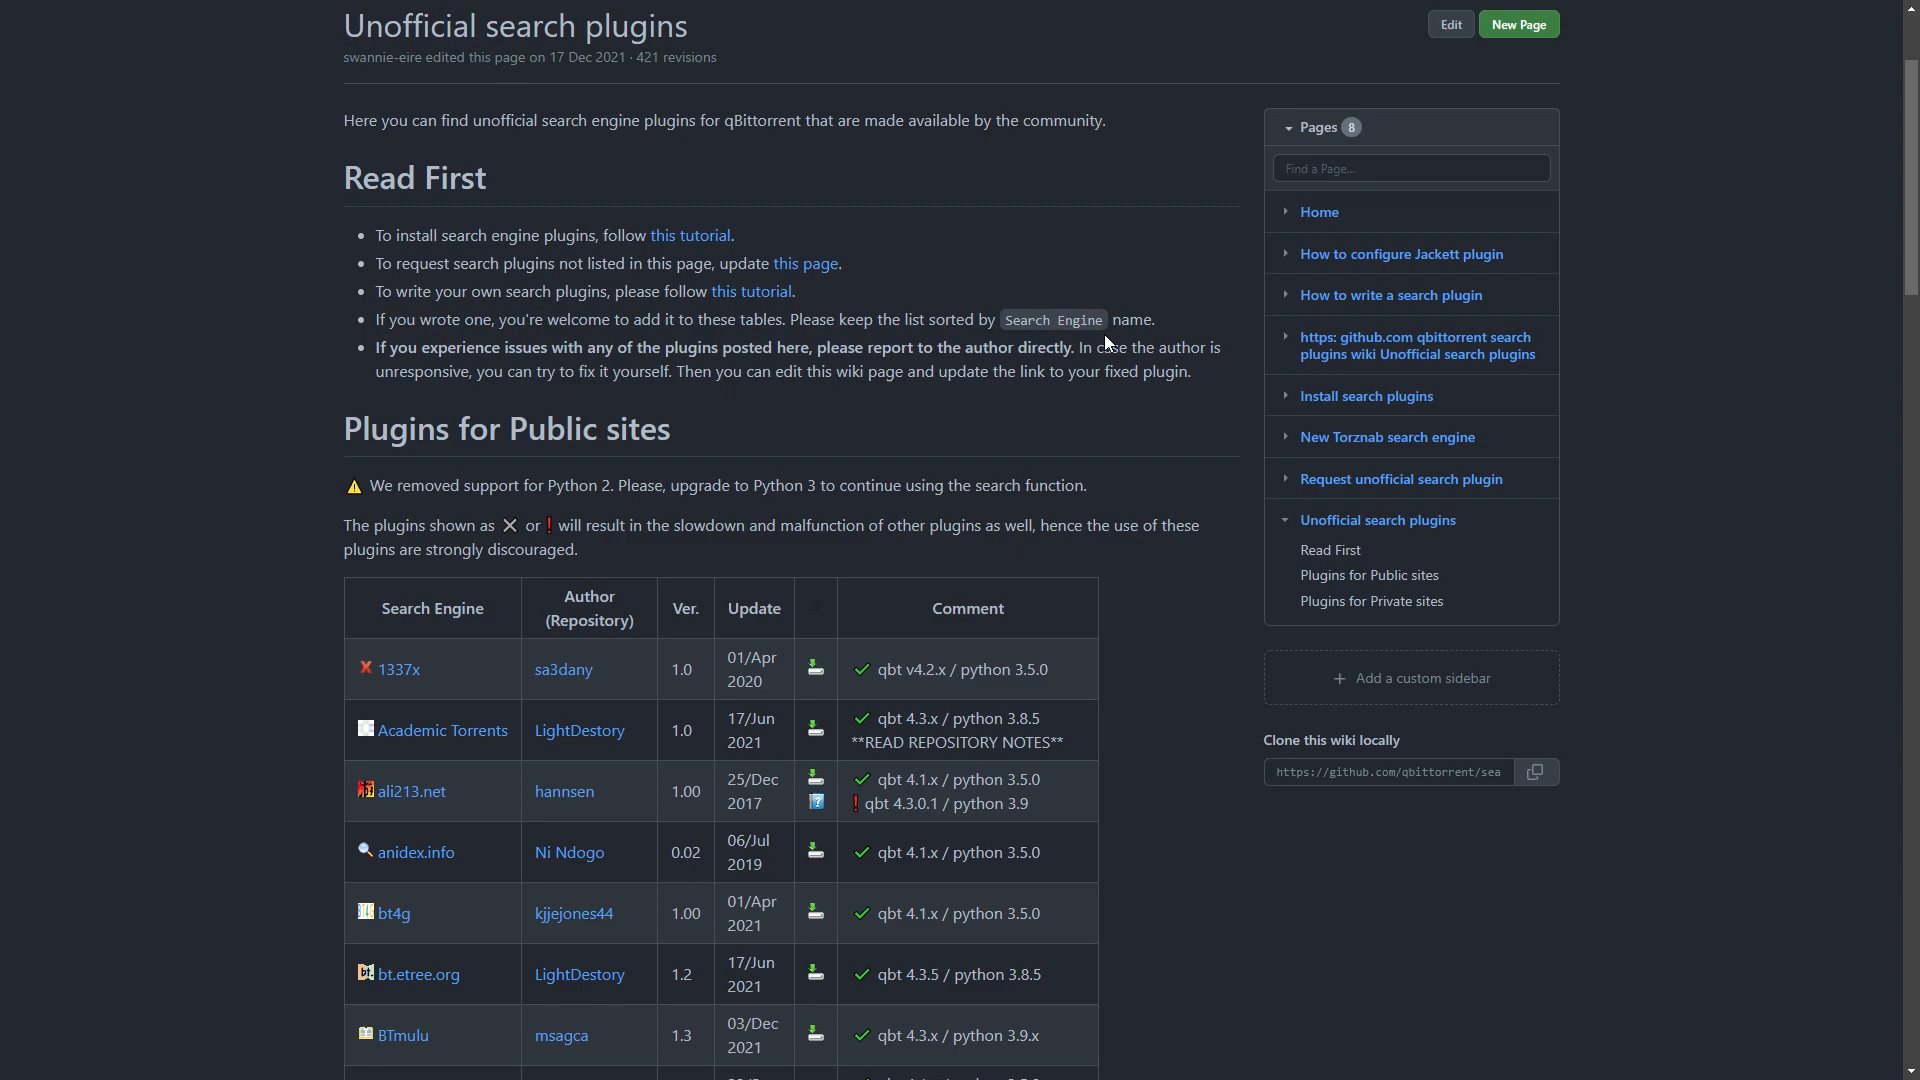 Unofficial search plugins
Edit
New Page
swannie-eire edited this page on 17 Dec 2021 · 421 revisions
Here you can find unofficial search engine plugins for qBittorrent that are made available by the community.
Read First
To install search engine plugins, follow this tutorial.
To request search plugins not listed in this page, update this page.
To write your own search plugins, please follow this tutorial.
If you wrote one, you're welcome to add it to these tables. Please keep the list sorted by Search Engine name.
If you experience issues with any of the plugins posted here, please report to the author directly. In case the author is
unresponsive, you can try to fix it yourself. Then you can edit this wiki page and update the link to your fixed plugin.
Plugins for Public sites
We removed support for Python 2. Please, upgrade to Python 3 to continue using the search function.
The plugins shown as ✕ or ❗ will result in the slowdown and malfunction of other plugins as well, hence the use of these
plugins are strongly discouraged.
Search Engine
Author
(Repository)
Ver.
Update
Comment
1337x
sa3dany
1.0
01/Apr
2020
✔ qbt v4.2.x / python 3.5.0
Academic Torrents
LightDestory
1.0
17/Jun
2021
✔ qbt 4.3.x / python 3.8.5
**READ REPOSITORY NOTES**
ali213.net
hannsen
1.00
25/Dec
2017
✔ qbt 4.1.x / python 3.5.0
❗ qbt 4.3.0.1 / python 3.9
anidex.info
Ni Ndogo
0.02
06/Jul
2019
✔ qbt 4.1.x / python 3.5.0
bt4g
kjjejones44
1.00
01/Apr
2021
✔ qbt 4.1.x / python 3.5.0
bt.etree.org
LightDestory
1.2
17/Jun
2021
✔ qbt 4.3.5 / python 3.8.5
BTmulu
msagca
1.3
03/Dec
2021
✔ qbt 4.3.x / python 3.9.x
Pages 8
Find a Page...
Home
How to configure Jackett plugin
How to write a search plugin
https: github.com qbittorrent search
plugins wiki Unofficial search plugins
Install search plugins
New Torznab search engine
Request unofficial search plugin
Unofficial search plugins
Read First
Plugins for Public sites
Plugins for Private sites
+ Add a custom sidebar
Clone this wiki locally
https://github.com/qbittorrent/sea